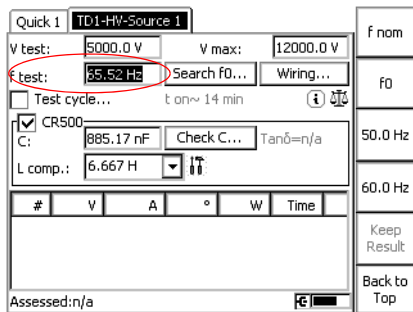 Quick 1 TD1-HV-Source 1
V test: 5000.0 V V max: 12000.0 V
f test: 65.52 Hz Search f0... Wiring...
Test cycle... t on~ 14 min
CR500
C: 885.17 nF Check C... Tanδ=n/a
L comp.: 6.667 H
# V A ° W Time
Assessed:n/a
f nom
f0
50.0 Hz
60.0 Hz
Keep
Result
Back to
Top